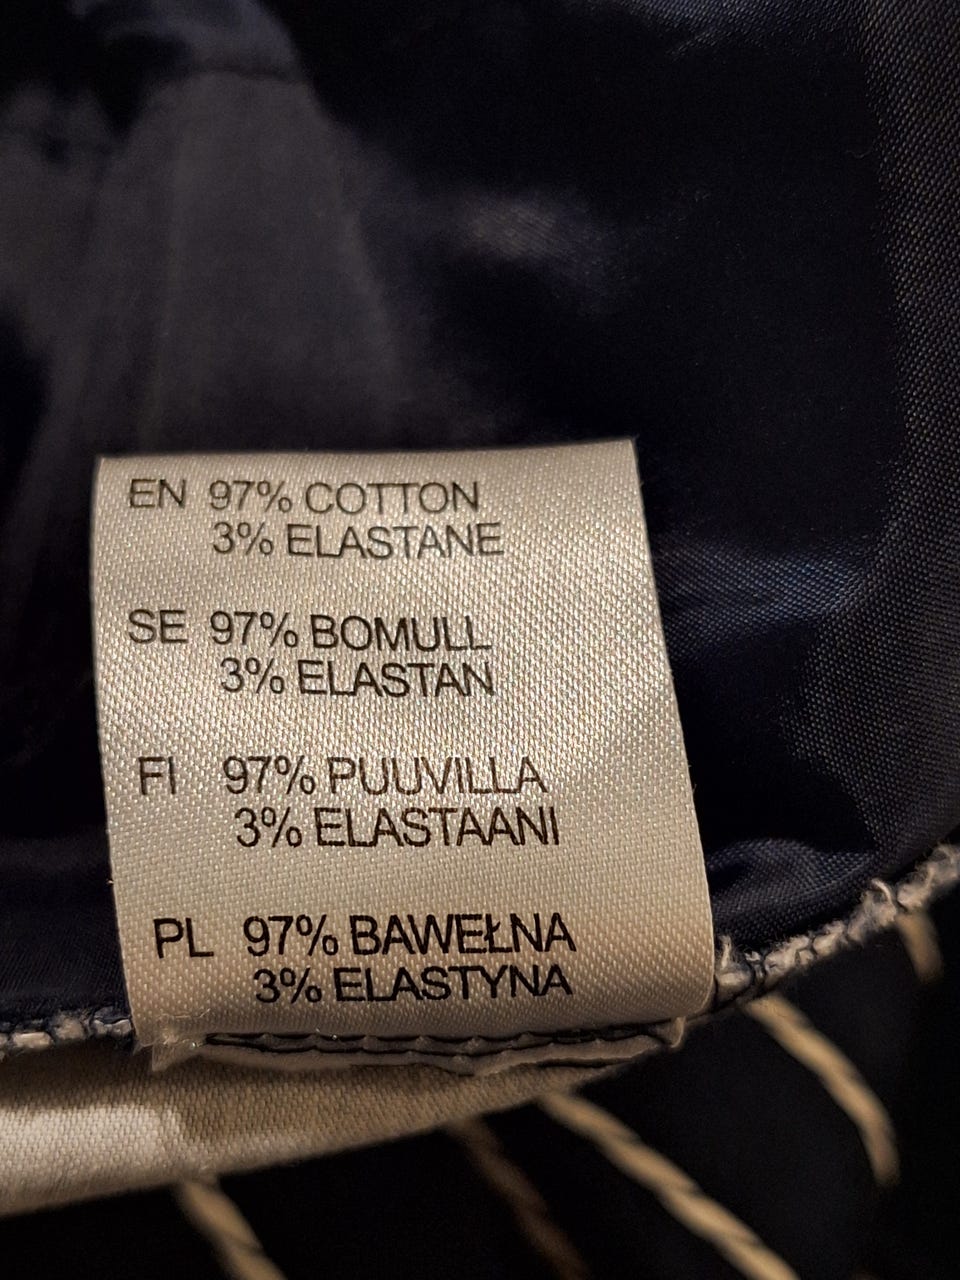 EN 97% COTTON
3% ELASTANE
SE 97% BOMULL
3% ELASTAN
FI 97% PUUVILLA
3% ELASTAANI
PL 97% BAWEŁNA
3% ELASTYNA